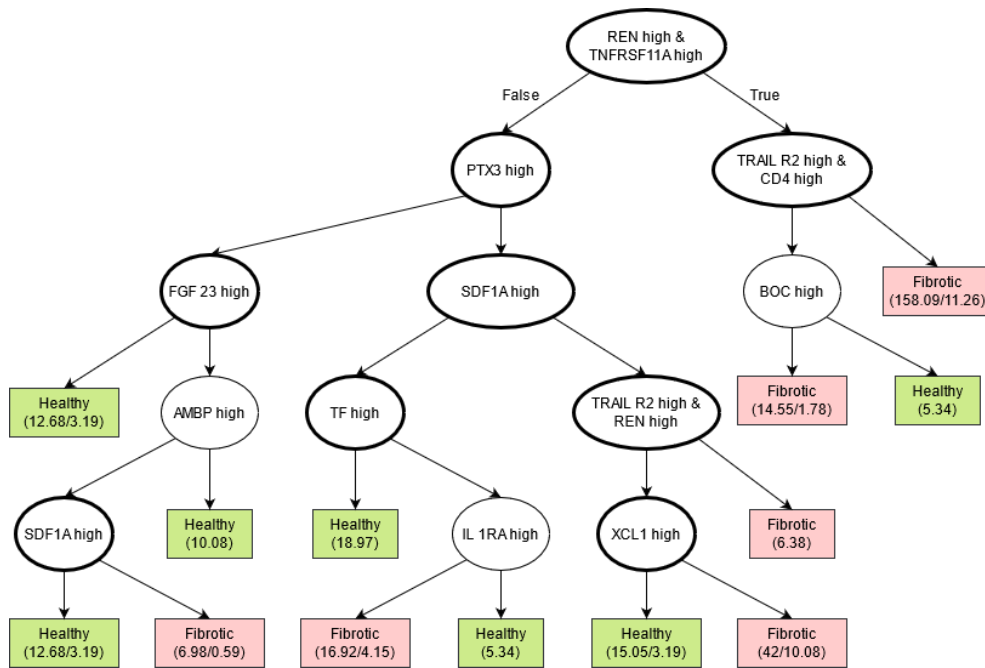 REN high &
TNFRSF11A high
False
True
PTX3 high
TRAIL R2 high &
CD4 high
FGF 23 high
SDF1A high
BOC high
Fibrotic
(158.09/11.26)
Healthy
(12.68/3.19)
AMBP high
TF high
TRAIL R2 high &
REN high
Fibrotic
(14.55/1.78)
Healthy
(5.34)
SDF1A high
Healthy
(10.08)
Healthy
(18.97)
IL 1RA high
XCL1 high
Fibrotic
(6.38)
Healthy
(12.68/3.19)
Fibrotic
(6.98/0.59)
Fibrotic
(16.92/4.15)
Healthy
(5.34)
Healthy
(15.05/3.19)
Fibrotic
(42/10.08)